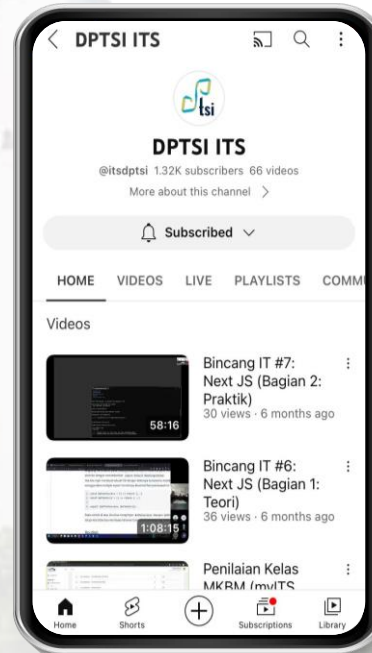 DPTSI ITS
tsi
DPTSI ITS
@itsdptsi 1.32K subscribers 66 videos
More about this channel
Subscribed
HOME VIDEOS LIVE PLAYLISTS COMMU
Videos
Bincang IT #7:
Next JS (Bagian 2:
Praktik)
30 views · 6 months ago
58:16
Bincang IT #6:
Next JS (Bagian 1:
Teori)
36 views · 6 months ago
1:08:15
Penilaian Kelas
MKBM (myITS
Home Shorts Subscriptions Library